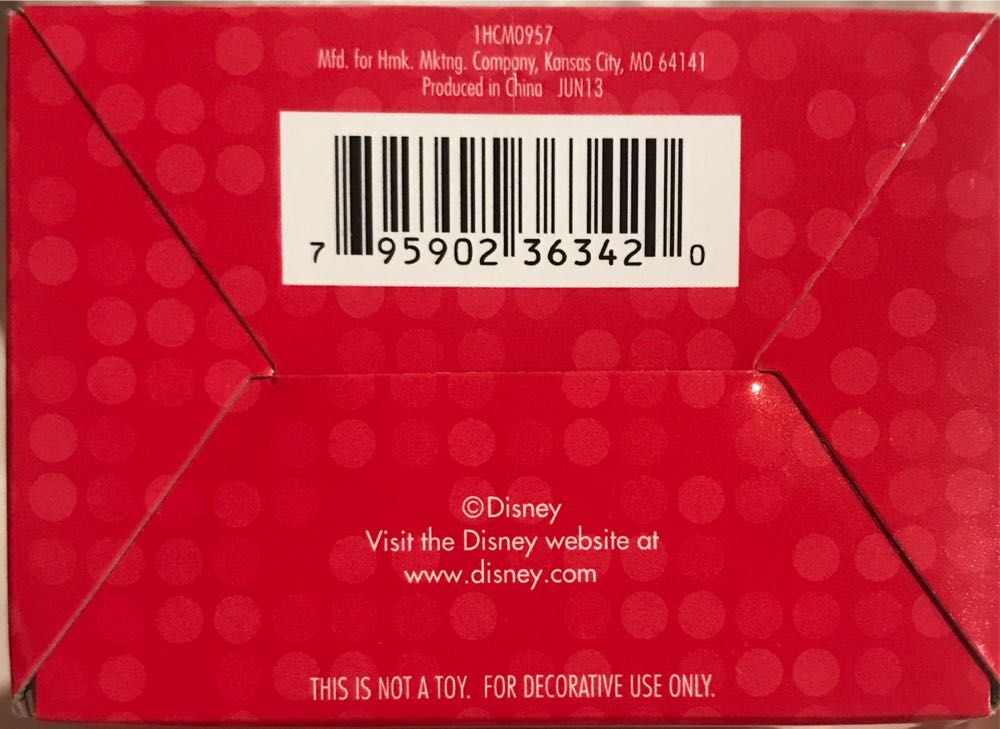 1HCM0957
Mfd. for Hmk. Mktng. Company, Kansas City, MO 64141
Produced in China JUN13
7 95902 36342 0
©Disney
Visit the Disney website at
www.disney.com
THIS IS NOT A TOY. FOR DECORATIVE USE ONLY.